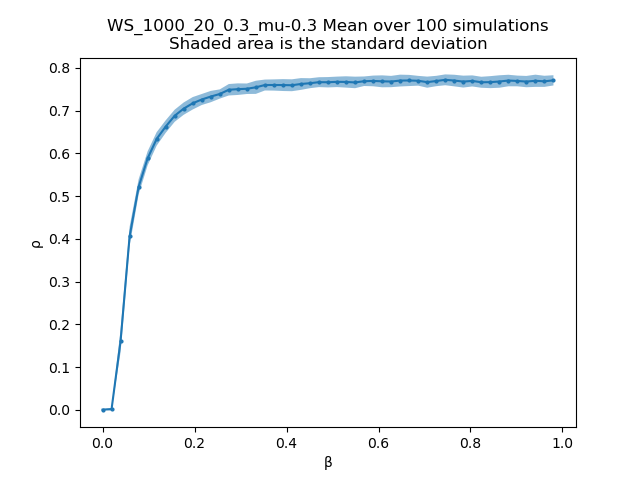 WS_1000_20_0.3_mu-0.3 Mean over 100 simulations
Shaded area is the standard deviation
0.8
0.7
0.6
0.5
0.4
0.3
0.2
0.1
0.0
ρ
0.0 0.2 0.4 0.6 0.8 1.0
β